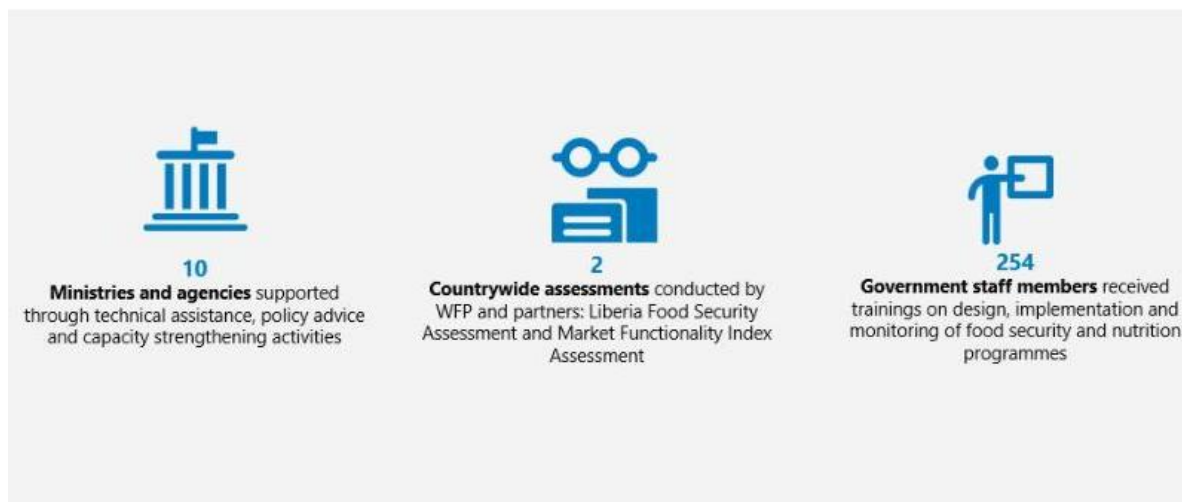 10
Ministries and agencies supported
through technical assistance, policy advice
and capacity strengthening activities
2
Countrywide assessments conducted by
WFP and partners: Liberia Food Security
Assessment and Market Functionality Index
Assessment
254
Government staff members received
trainings on design, implementation and
monitoring of food security and nutrition
programmes